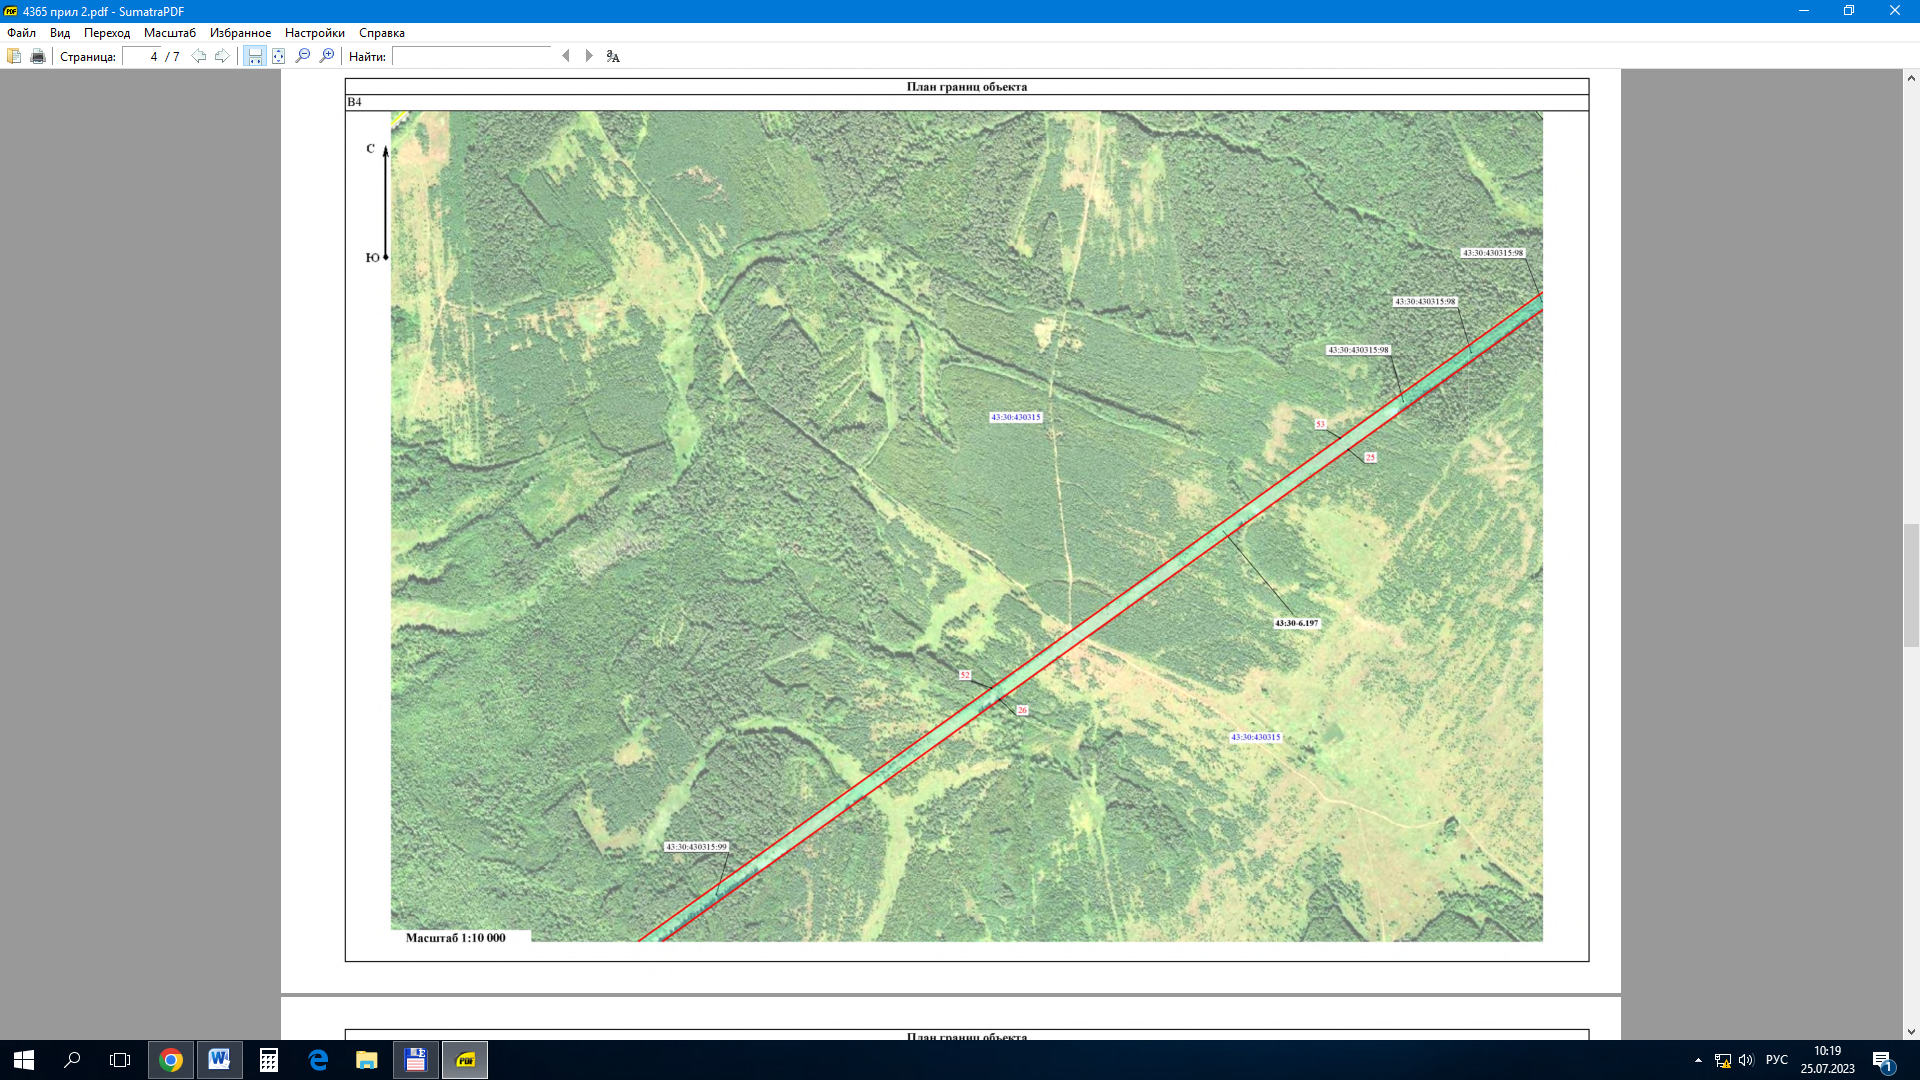 4365 прил 2.pdf - SumatraPDF
Файл Вид Переход Масштаб Избранное Настройки Справка
Страница: 4 / 7 Найти:
План границ объекта
В4
С
Ю
43:30:430315:98
43:30:430315:98
43:30:430315:98
43:30:430315
53
25
43:30-6.197
52
26
43:30:430315
43:30:430315:99
Масштаб 1:10 000
План границ объекта
РУС
10:19
25.07.2023
1